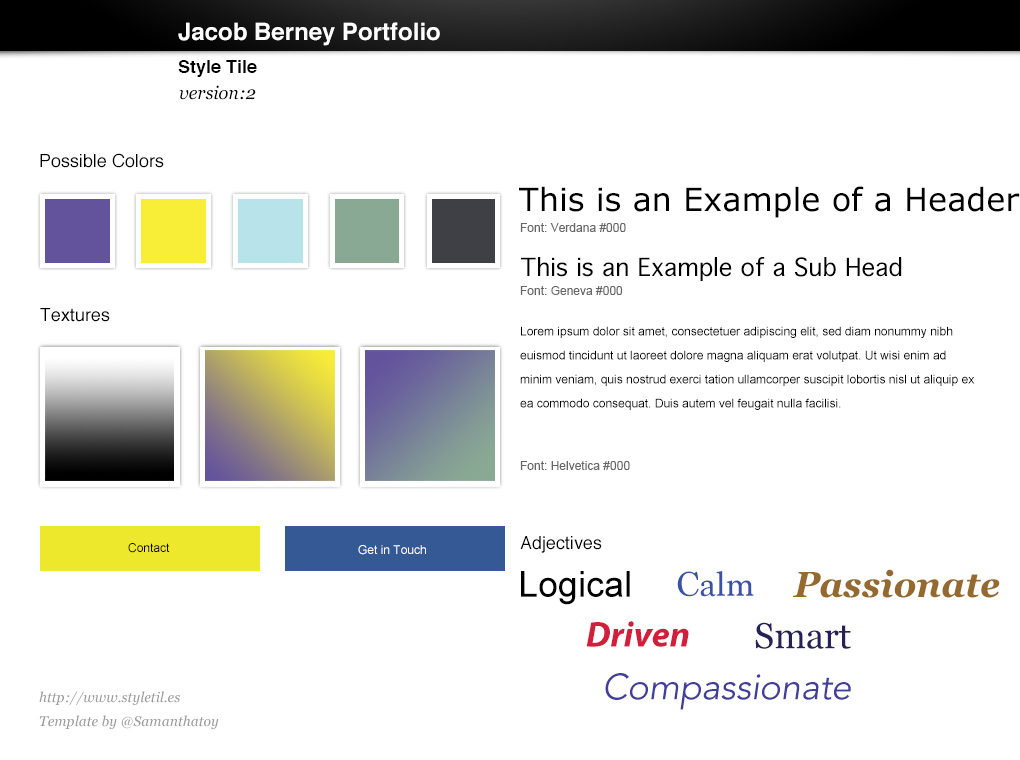 Jacob Berney Portfolio
Style Tile
version:2
Possible Colors
Textures
Contact
Get in Touch
This is an Example of a Header
Font: Verdana #000
This is an Example of a Sub Head
Font: Geneva #000
Lorem ipsum dolor sit amet, consectetuer adipiscing elit, sed diam nonummy nibh
euismod tincidunt ut laoreet dolore magna aliquam erat volutpat. Ut wisi enim ad
minim veniam, quis nostrud exerci tation ullamcorper suscipit lobortis nisl ut aliquip ex
ea commodo consequat. Duis autem vel feugait nulla facilisi.
Font: Helvetica #000
Adjectives
Logical Calm Passionate
Driven Smart
Compassionate
http://www.styletil.es
Template by @Samanthatoy